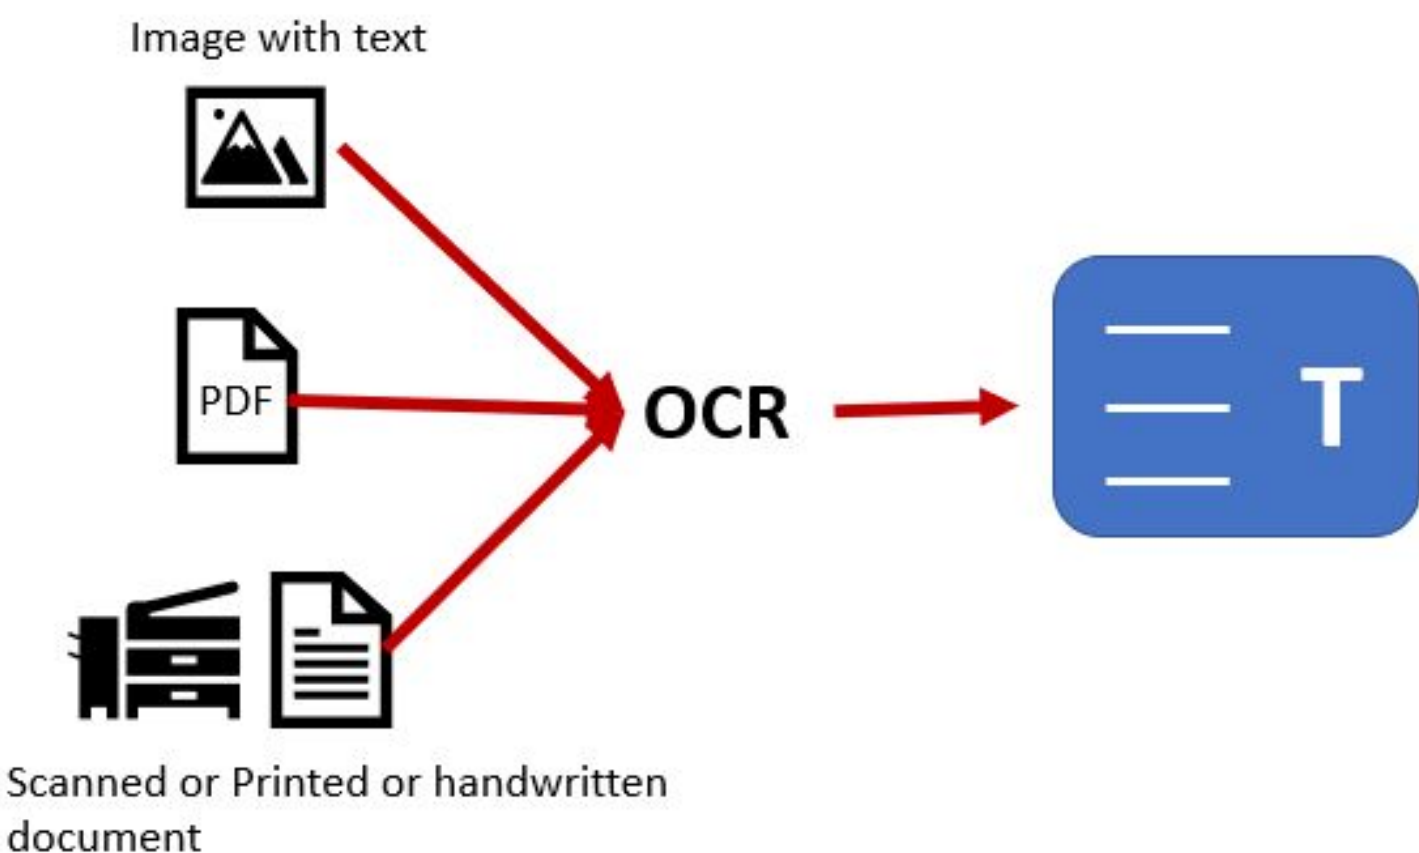 Image with text
PDF
OCR
T
Scanned or Printed or handwritten
document